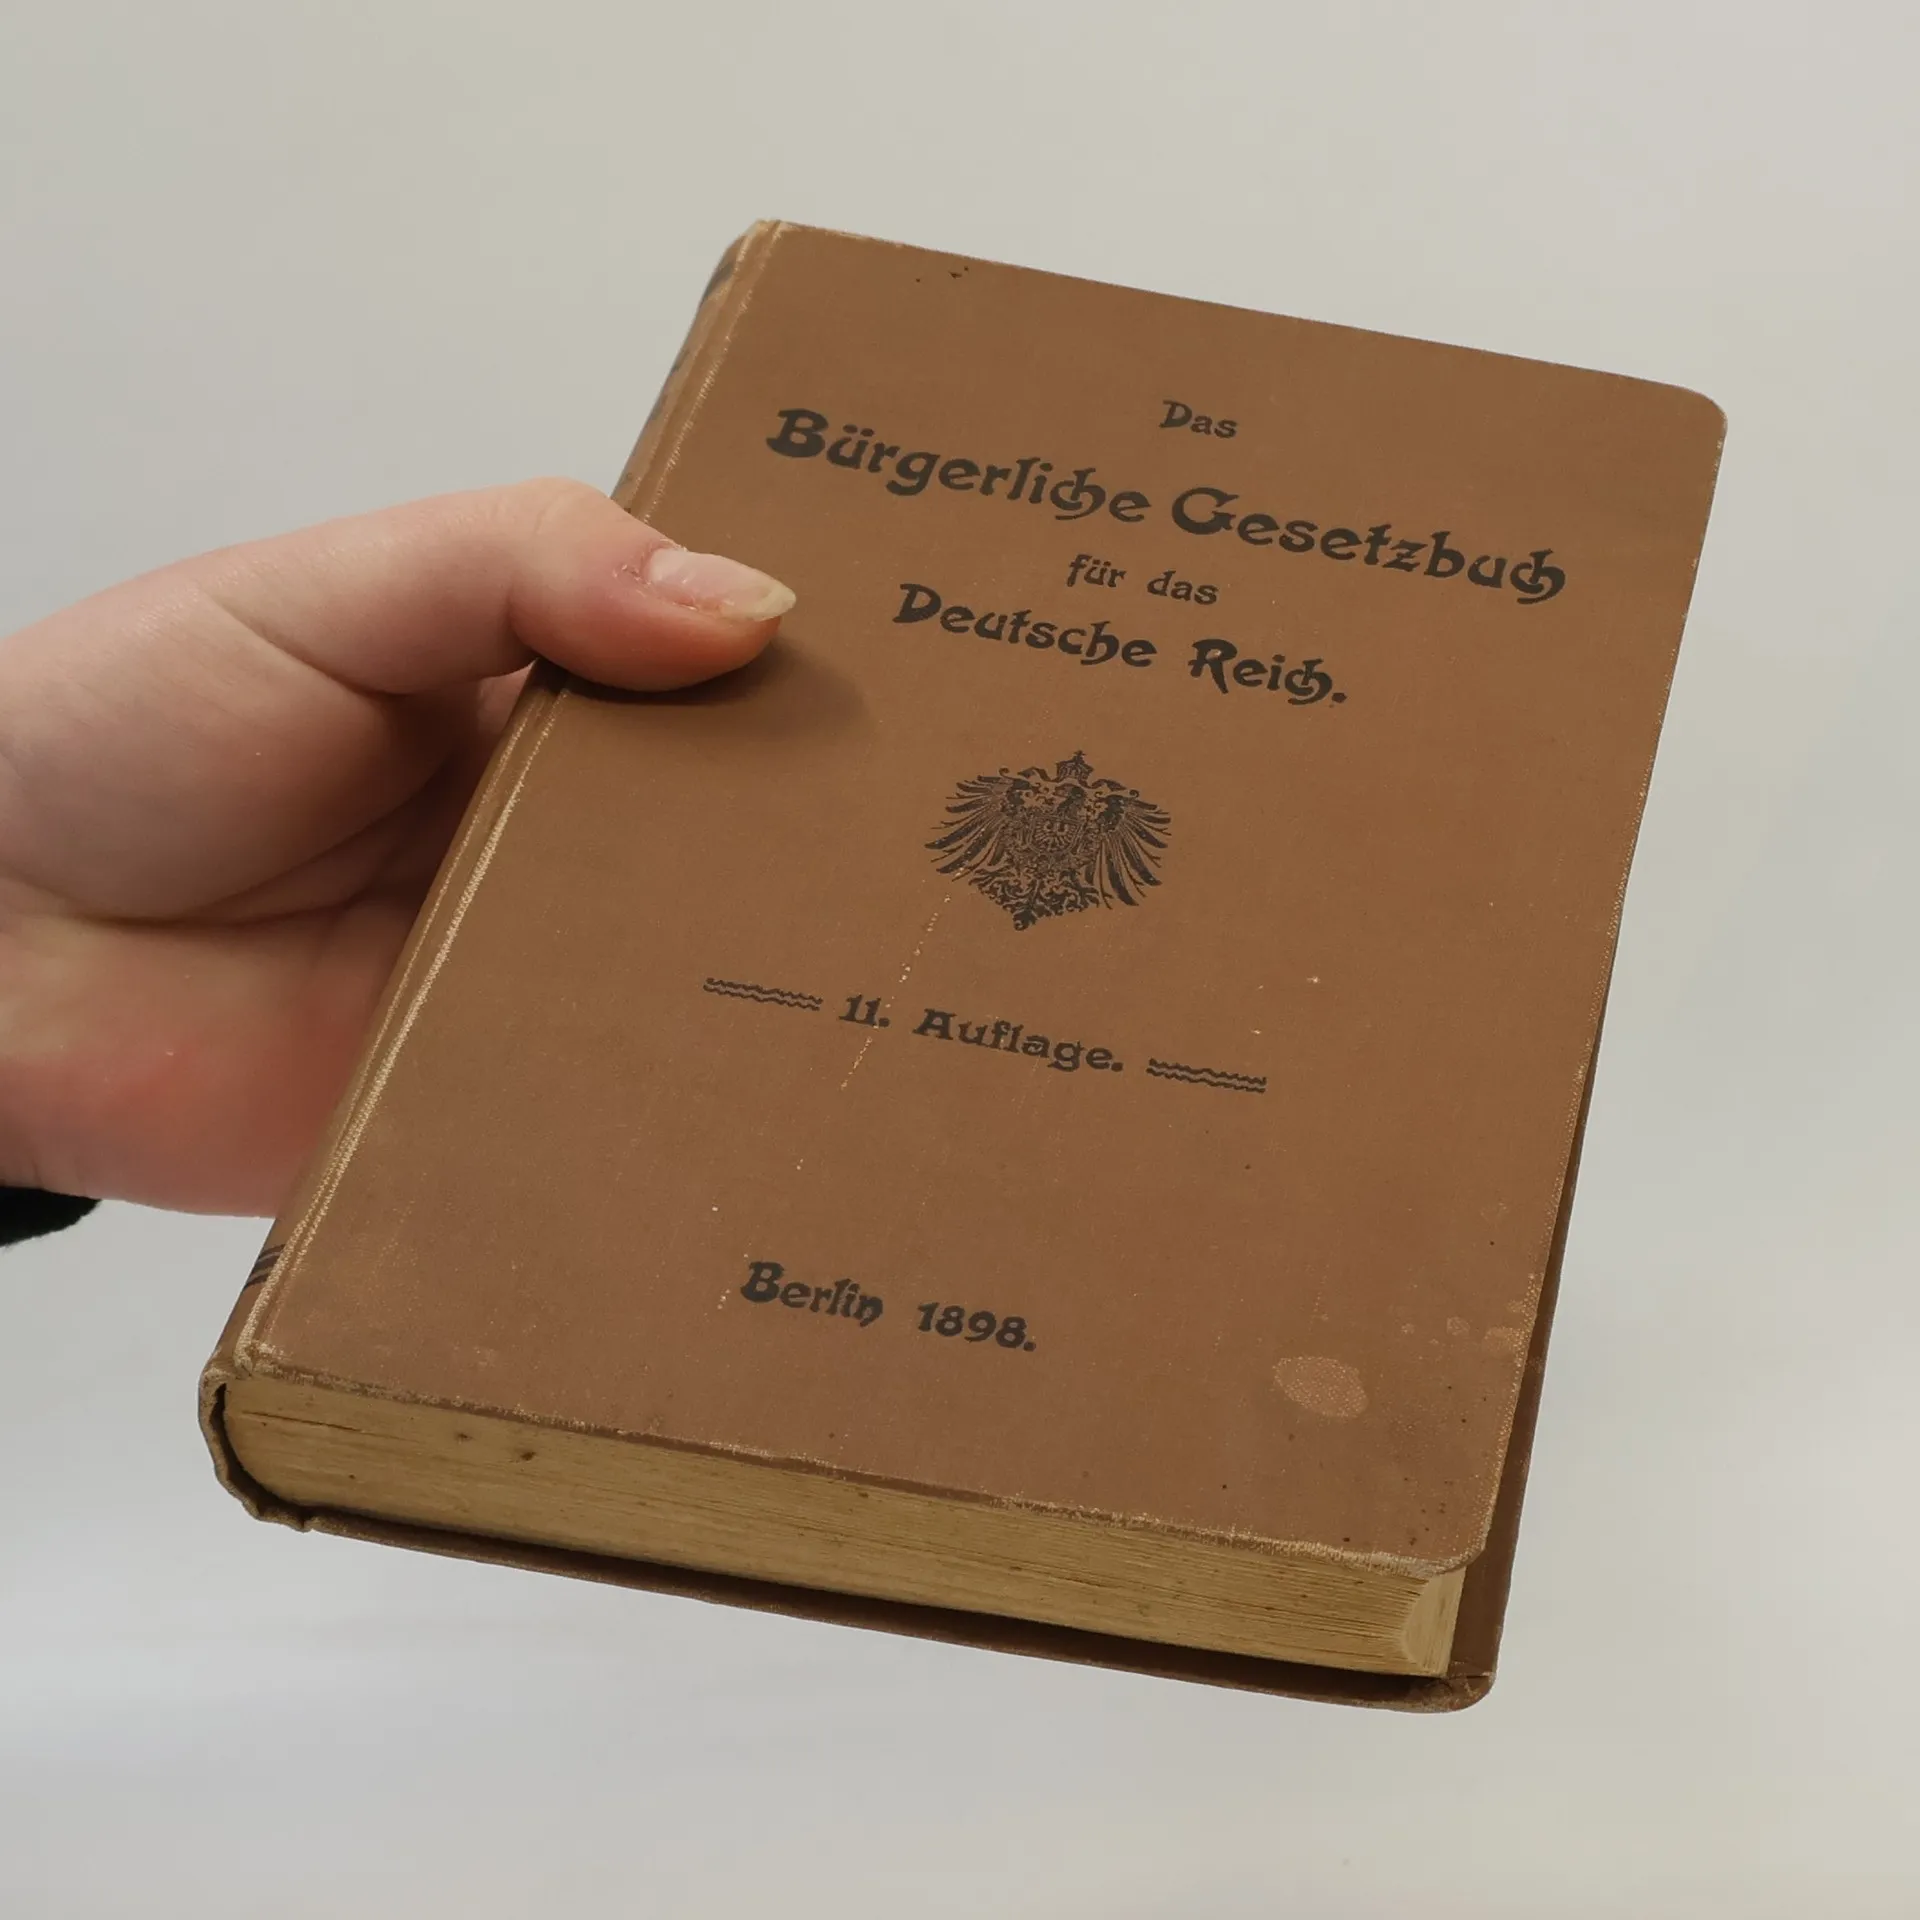 Das
Bürgerliche Gesetzbuch
für das
Deutsche Reich.
11. Auflage.
Berlin 1898.